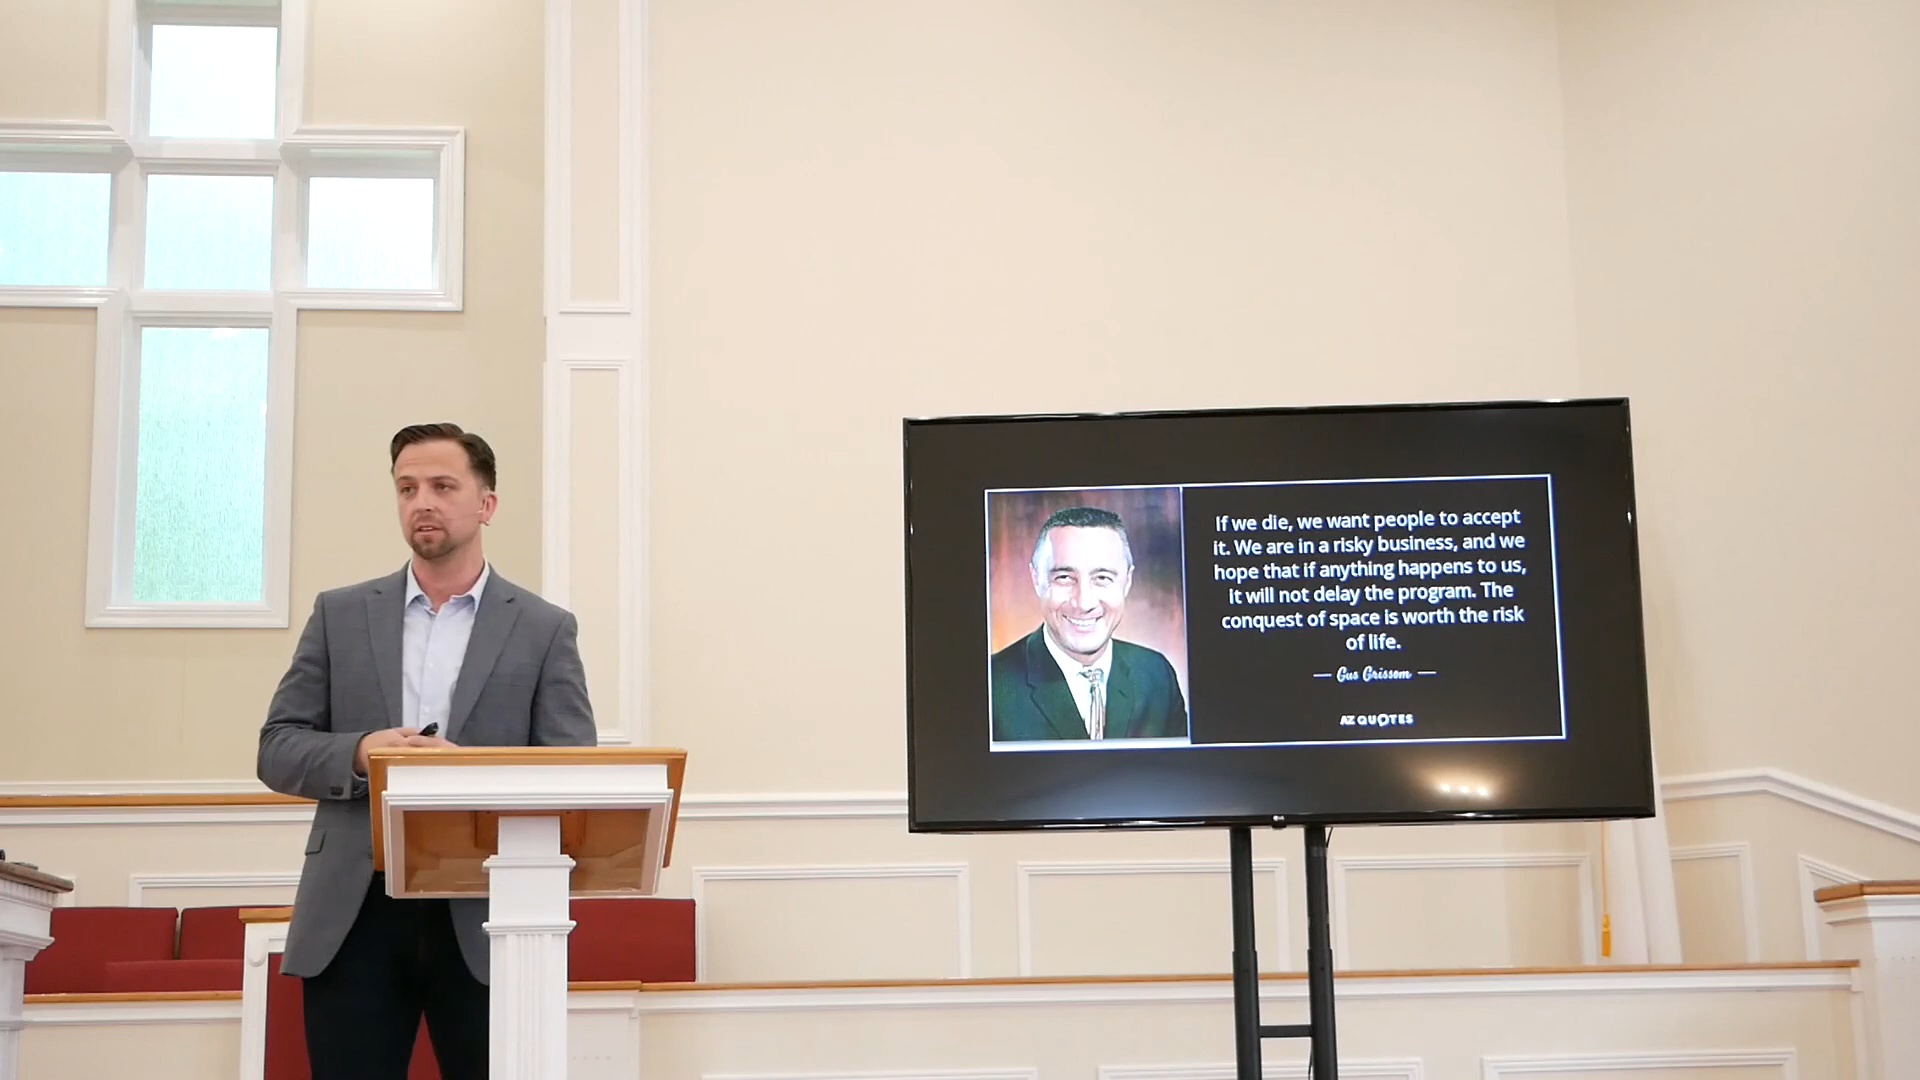 If we die, we want people to accept
it. We are in a risky business, and we
hope that if anything happens to us,
it will not delay the program. The
conquest of space is worth the risk
of life.
— Gus Grissom —
AZ QUOTES
LG